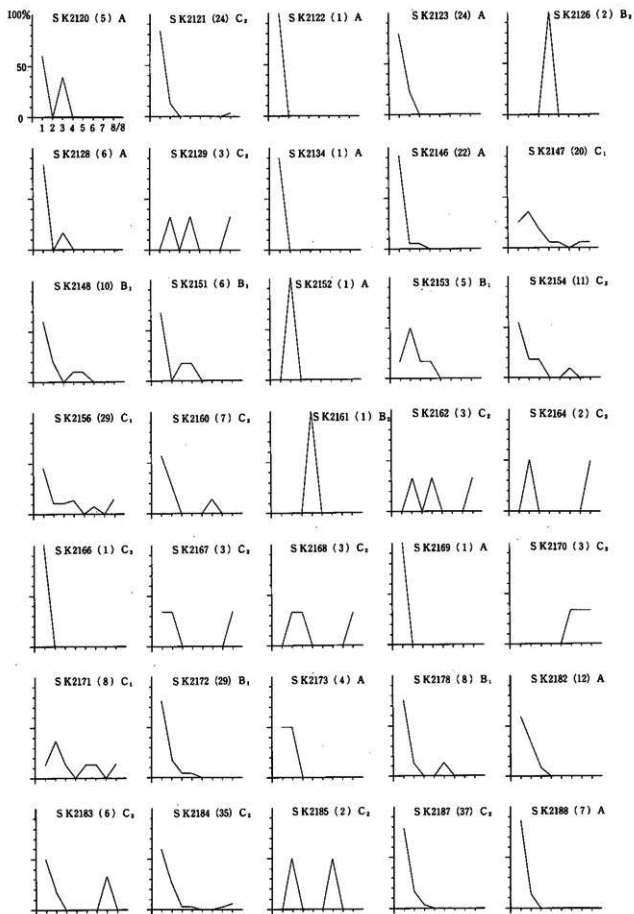 100% SK2120 (5) A SK2121 (24) C₂ SK2122 (1) A SK2123 (24) A SK2126 (2) B₂
50
0
1 2 3 4 5 6 7 8/8
SK2128 (6) A SK2129 (3) C₂ SK2134 (1) A SK2146 (22) A SK2147 (20) C₁
SK2148 (10) B₁ SK2151 (6) B₁ SK2152 (1) A SK2153 (5) B₁ SK2154 (11) C₂
SK2156 (29) C₁ SK2160 (7) C₂ SK2161 (1) B₂ SK2162 (3) C₂ SK2164 (2) C₂
SK2166 (1) C₂ SK2167 (3) C₂ SK2168 (3) C₂ SK2169 (1) A SK2170 (3) C₂
SK2171 (8) C₁ SK2172 (29) B₁ SK2173 (4) A SK2178 (8) B₁ SK2182 (12) A
SK2183 (6) C₂ SK2184 (35) C₂ SK2185 (2) C₂ SK2187 (37) C₂ SK2188 (7) A